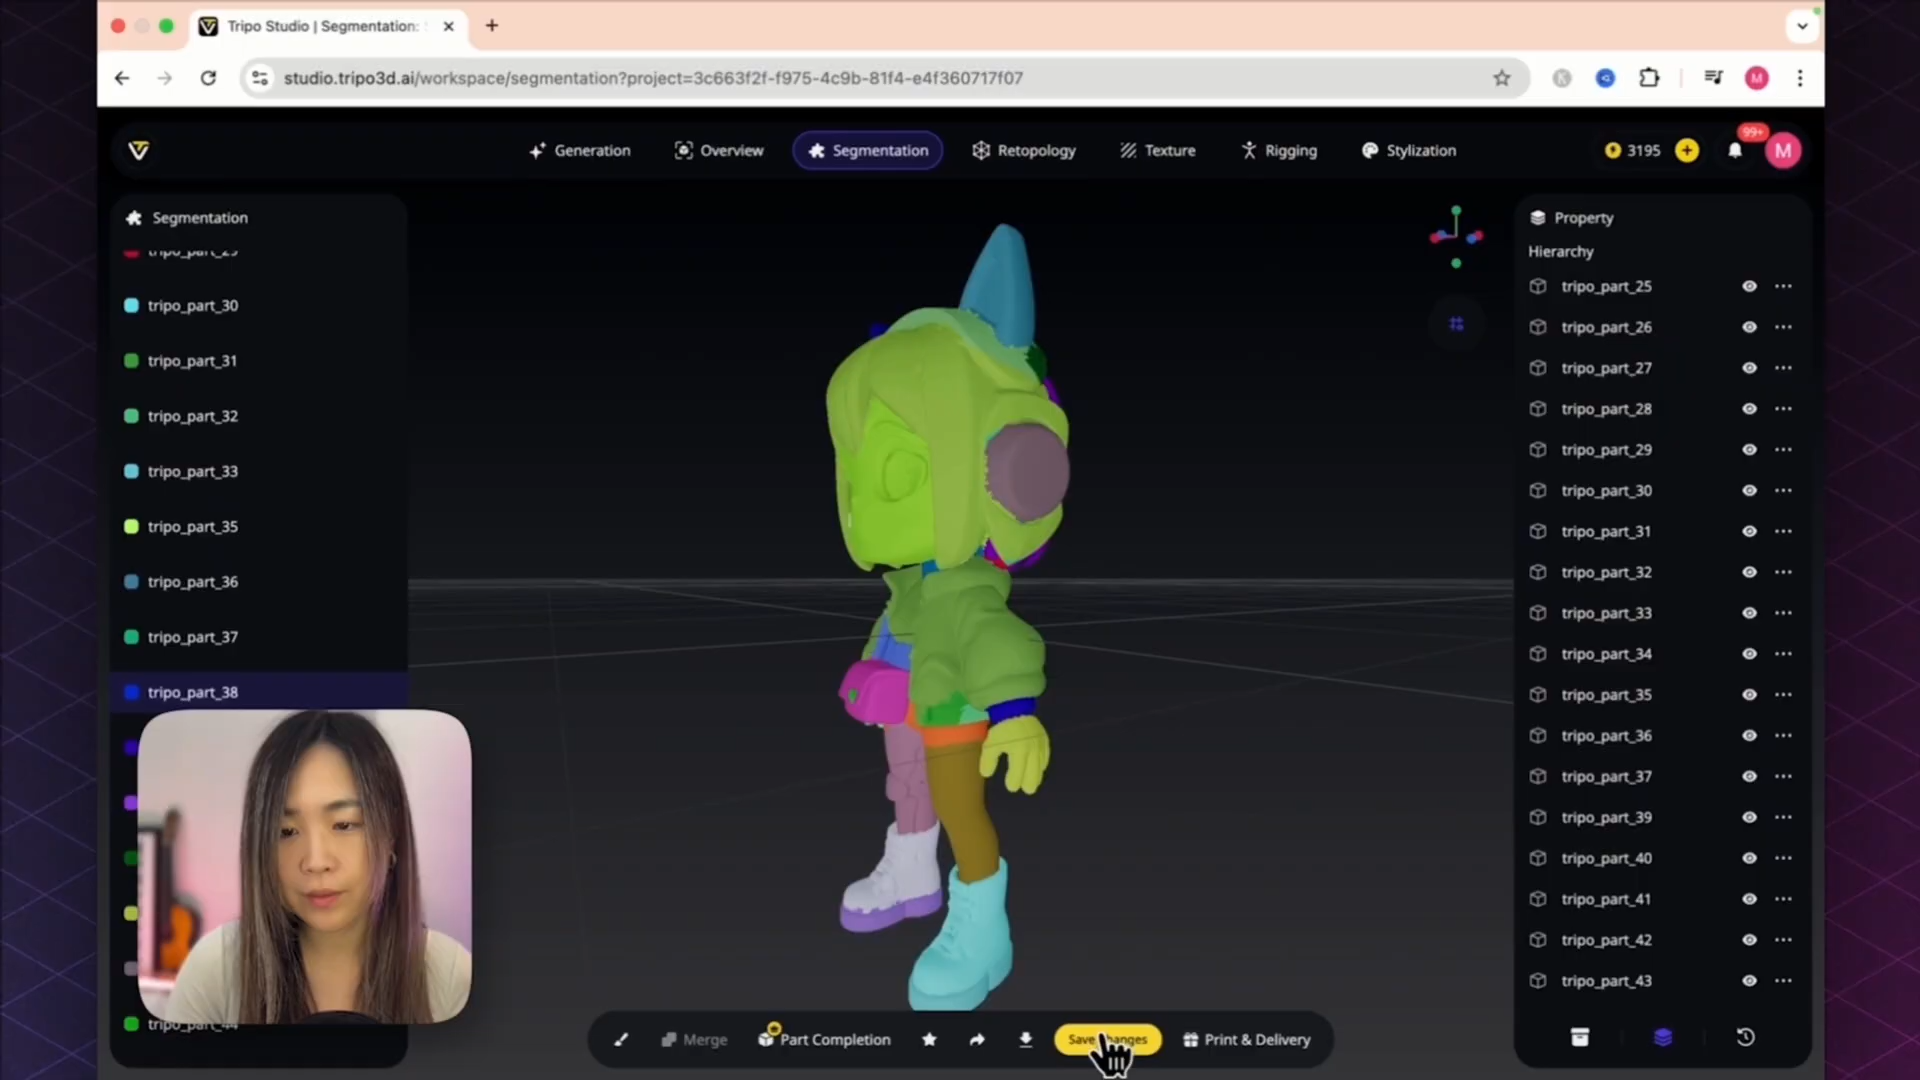 Tripo Studio | Segmentation:
studio.tripo3d.ai/workspace/segmentation?project=3c663f2f-f975-4c9b-81f4-e4f360717f07
M
Generation
Overview
Segmentation
Retopology
Texture
Rigging
Stylization
3195
99+
M
Segmentation
tripo_part_29
tripo_part_30
tripo_part_31
tripo_part_32
tripo_part_33
tripo_part_35
tripo_part_36
tripo_part_37
tripo_part_38
tripo_part_44
Property
Hierarchy
tripo_part_25
tripo_part_26
tripo_part_27
tripo_part_28
tripo_part_29
tripo_part_30
tripo_part_31
tripo_part_32
tripo_part_33
tripo_part_34
tripo_part_35
tripo_part_36
tripo_part_37
tripo_part_39
tripo_part_40
tripo_part_41
tripo_part_42
tripo_part_43
Merge
Part Completion
Save Changes
Print & Delivery